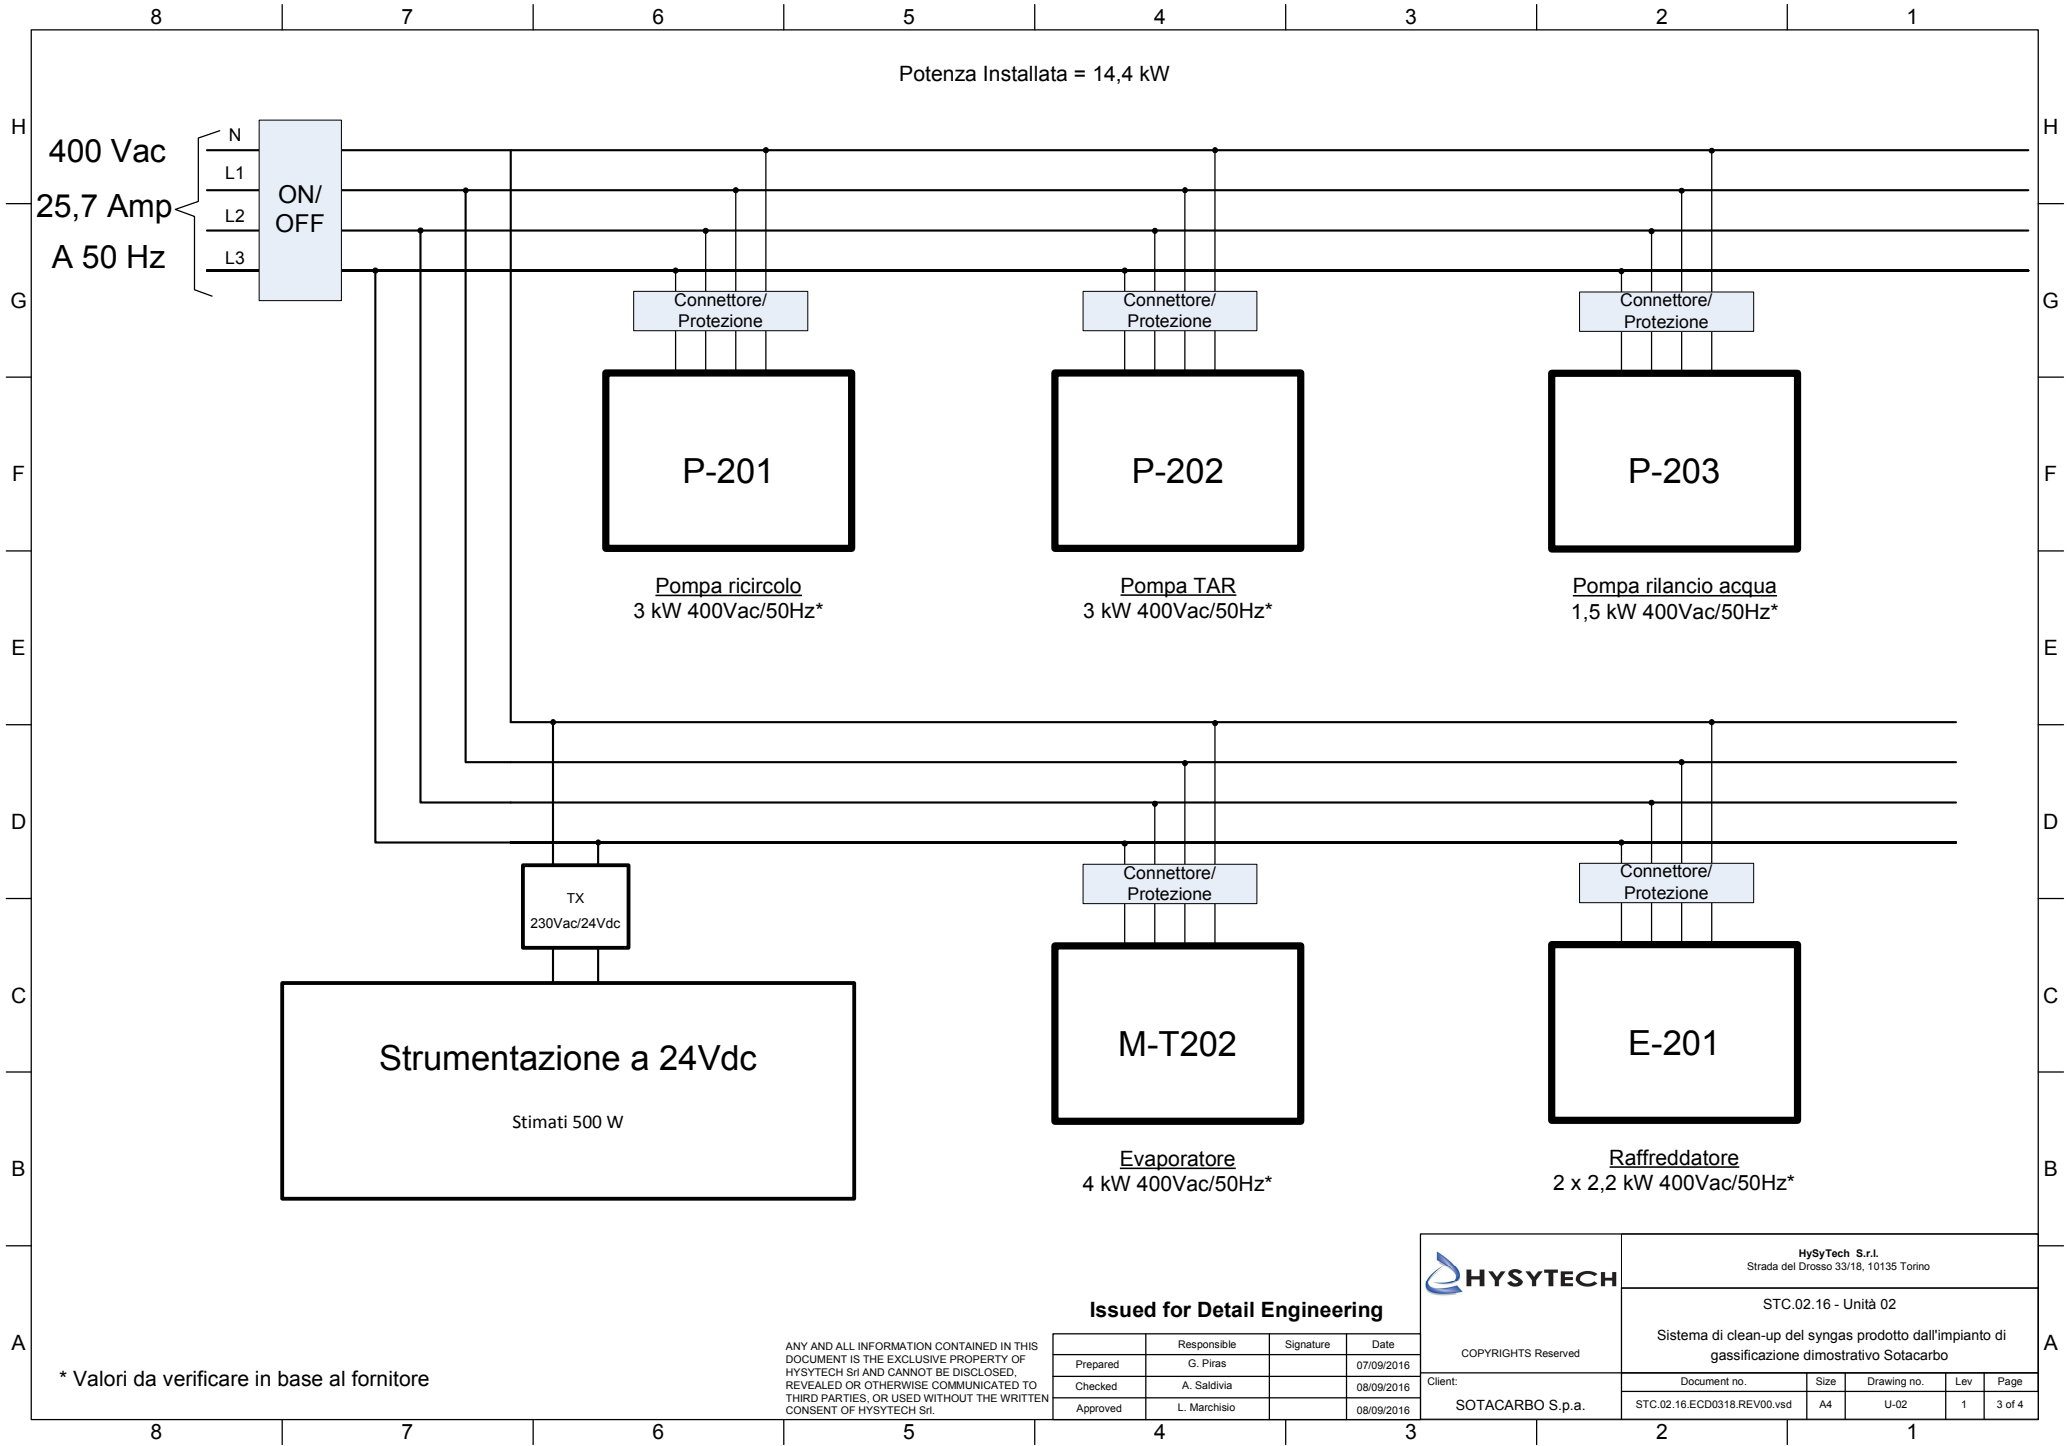 8 7 6 5 4 3 2 1
Potenza Installata = 14,4 kW
H H
400 Vac
25,7 Amp
A 50 Hz
N
L1
L2
L3
ON/
OFF
G G
Connettore/
Protezione
Connettore/
Protezione
Connettore/
Protezione
F F
P-201
P-202
P-203
Pompa ricircolo
3 kW 400Vac/50Hz*
Pompa TAR
3 kW 400Vac/50Hz*
Pompa rilancio acqua
1,5 kW 400Vac/50Hz*
E E
D D
TX
230Vac/24Vdc
Connettore/
Protezione
Connettore/
Protezione
C C
Strumentazione a 24Vdc
Stimati 500 W
M-T202
E-201
B B
Evaporatore
4 kW 400Vac/50Hz*
Raffreddatore
2 x 2,2 kW 400Vac/50Hz*
A A
* Valori da verificare in base al fornitore
ANY AND ALL INFORMATION CONTAINED IN THIS
DOCUMENT IS THE EXCLUSIVE PROPERTY OF
HYSYTECH Srl AND CANNOT BE DISCLOSED,
REVEALED OR OTHERWISE COMMUNICATED TO
THIRD PARTIES, OR USED WITHOUT THE WRITTEN
CONSENT OF HYSYTECH Srl.
Issued for Detail Engineering
Responsible Signature Date
Prepared G. Piras 07/09/2016
Checked A. Saldivia 08/09/2016
Approved L. Marchisio 08/09/2016
HYSYTECH
COPYRIGHTS Reserved
Client:
SOTACARBO S.p.a.
HySyTech S.r.l.
Strada del Drosso 33/18, 10135 Torino
STC.02.16 - Unità 02
Sistema di clean-up del syngas prodotto dall'impianto di
gassificazione dimostrativo Sotacarbo
Document no. Size Drawing no. Lev Page
STC.02.16.ECD0318.REV00.vsd A4 U-02 1 3 of 4
8 7 6 5 4 3 2 1